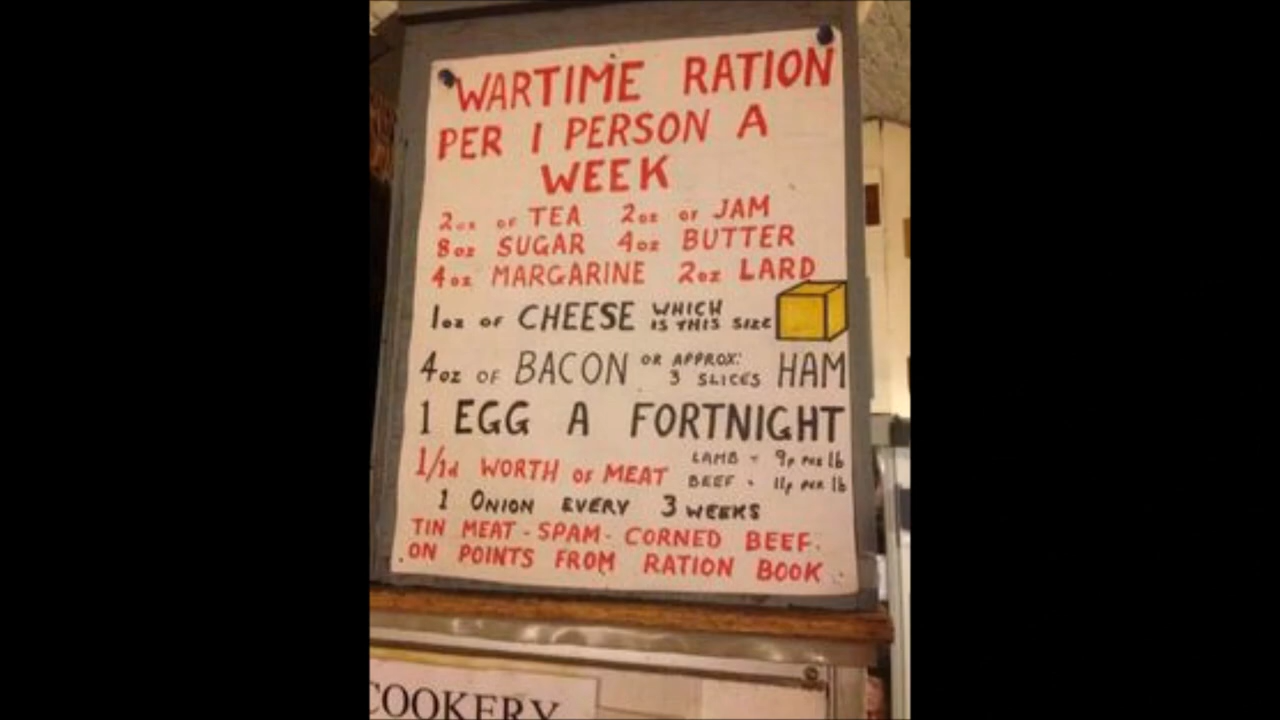 WARTIME RATION
PER 1 PERSON A
WEEK
2oz OF TEA 2oz OF JAM
8oz SUGAR 4oz BUTTER
4oz MARGARINE 2oz LARD
1oz OF CHEESE WHICH IS THIS SIZE
4oz OF BACON OR APPROX: 3 SLICES HAM
1 EGG A FORTNIGHT
1/1d WORTH OF MEAT LAMB - 9p PER lb
BEEF - 11p PER lb
1 ONION EVERY 3 WEEKS
TIN MEAT - SPAM - CORNED BEEF.
ON POINTS FROM RATION BOOK
COOKERY